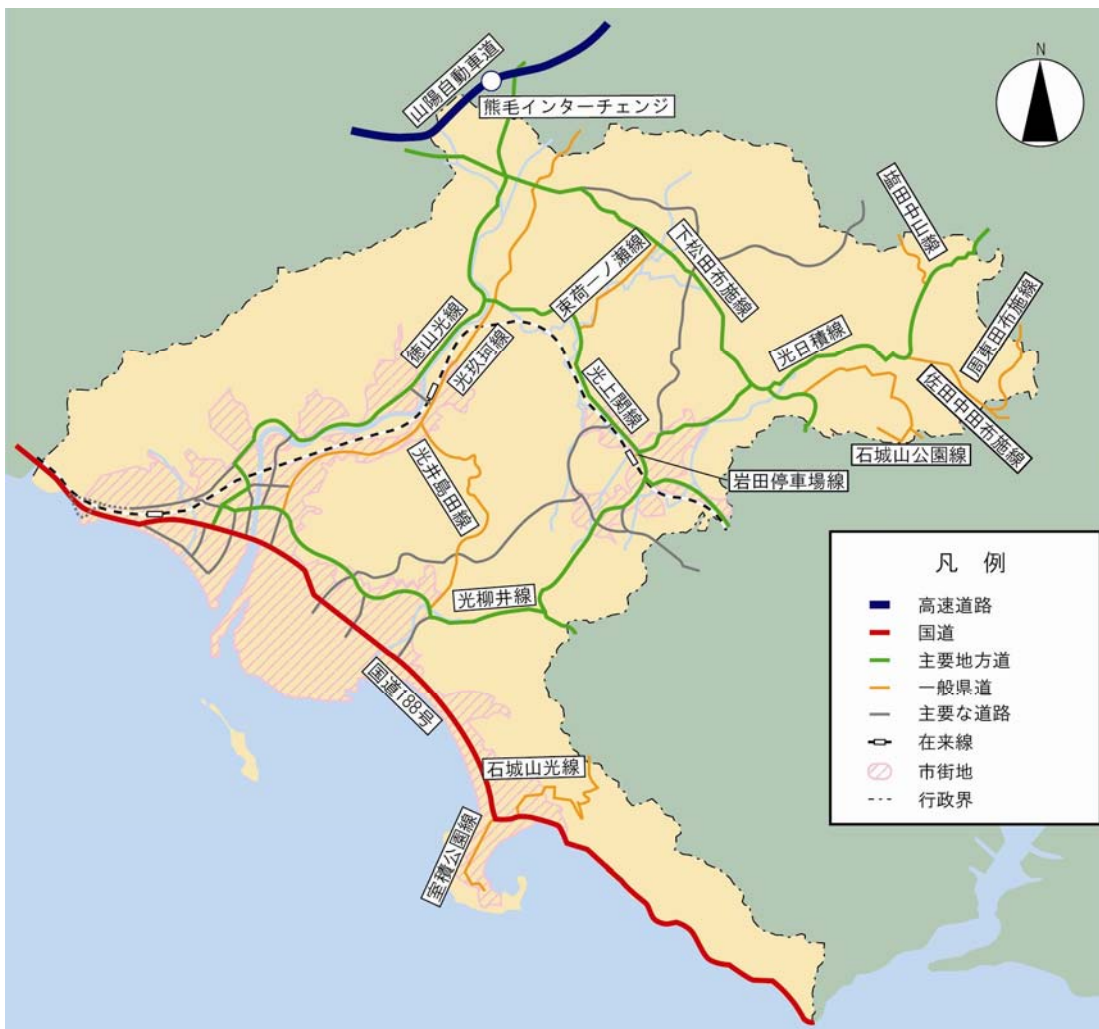 N
山陽自動車道
熊毛インターチェンジ
塩田中山線
下松田布施線
束荷一ノ瀬線
周東田布施線
徳山光線
光玖珂線
光日積線
光上関線
佐田中田布施線
石城山公園線
光井島田線
岩田停車場線
光柳井線
国道188号
石城山光線
室積公園線
凡 例
高速道路
国道
主要地方道
一般県道
主要な道路
在来線
市街地
行政界